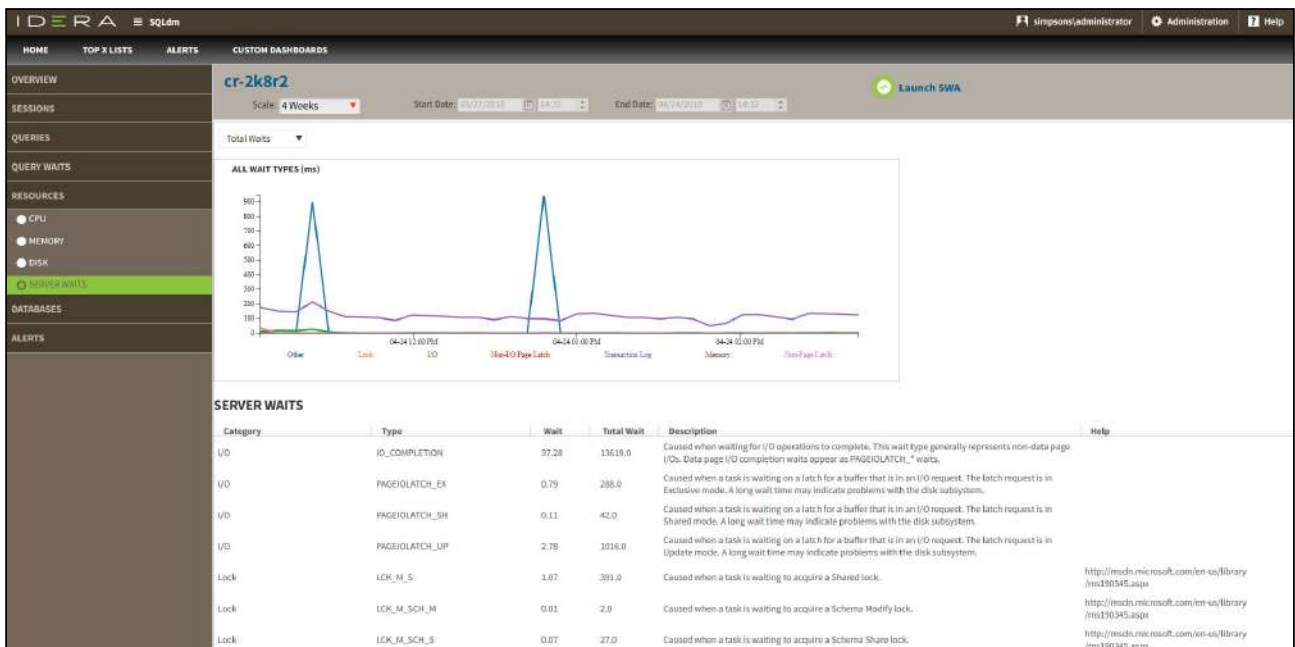 IDERA ≡ SQLdm
simpsons\administrator Administration ? Help
HOME TOP X LISTS ALERTS CUSTOM DASHBOARDS
OVERVIEW
SESSIONS
QUERIES
QUERY WAITS
RESOURCES
CPU
MEMORY
DISK
SERVER WAITS
DATABASES
ALERTS
cr-2k8r2
Launch SWA
Scale: 4 Weeks Start Date: 03/27/2018 14:52 End Date: 04/24/2018 14:52
Total Waits
ALL WAIT TYPES (ms)
900
800
700
600
500
400
300
200
100
0
04-24 12:00 PM 04-24 01:00 PM 04-24 02:00 PM
Other Lock I/O Non-I/O Page Latch Transaction Log Memory Non-Page Latch
SERVER WAITS
Category Type Wait Total Wait Description Help
I/O IO_COMPLETION 37.28 13619.0 Caused when waiting for I/O operations to complete. This wait type generally represents non-data page
I/Os. Data page I/O completion waits appear as PAGEIOLATCH_* waits.
I/O PAGEIOLATCH_EX 0.79 288.0 Caused when a task is waiting on a latch for a buffer that is in an I/O request. The latch request is in
Exclusive mode. A long wait time may indicate problems with the disk subsystem.
I/O PAGEIOLATCH_SH 0.11 42.0 Caused when a task is waiting on a latch for a buffer that is in an I/O request. The latch request is in
Shared mode. A long wait time may indicate problems with the disk subsystem.
I/O PAGEIOLATCH_UP 2.78 1016.0 Caused when a task is waiting on a latch for a buffer that is in an I/O request. The latch request is in
Update mode. A long wait time may indicate problems with the disk subsystem.
Lock LCK_M_S 1.07 391.0 Caused when a task is waiting to acquire a Shared lock. http://msdn.microsoft.com/en-us/library
/ms190345.aspx
Lock LCK_M_SCH_M 0.01 2.0 Caused when a task is waiting to acquire a Schema Modify lock. http://msdn.microsoft.com/en-us/library
/ms190345.aspx
Lock LCK_M_SCH_S 0.07 27.0 Caused when a task is waiting to acquire a Schema Share lock. http://msdn.microsoft.com/en-us/library
/ms190345.aspx